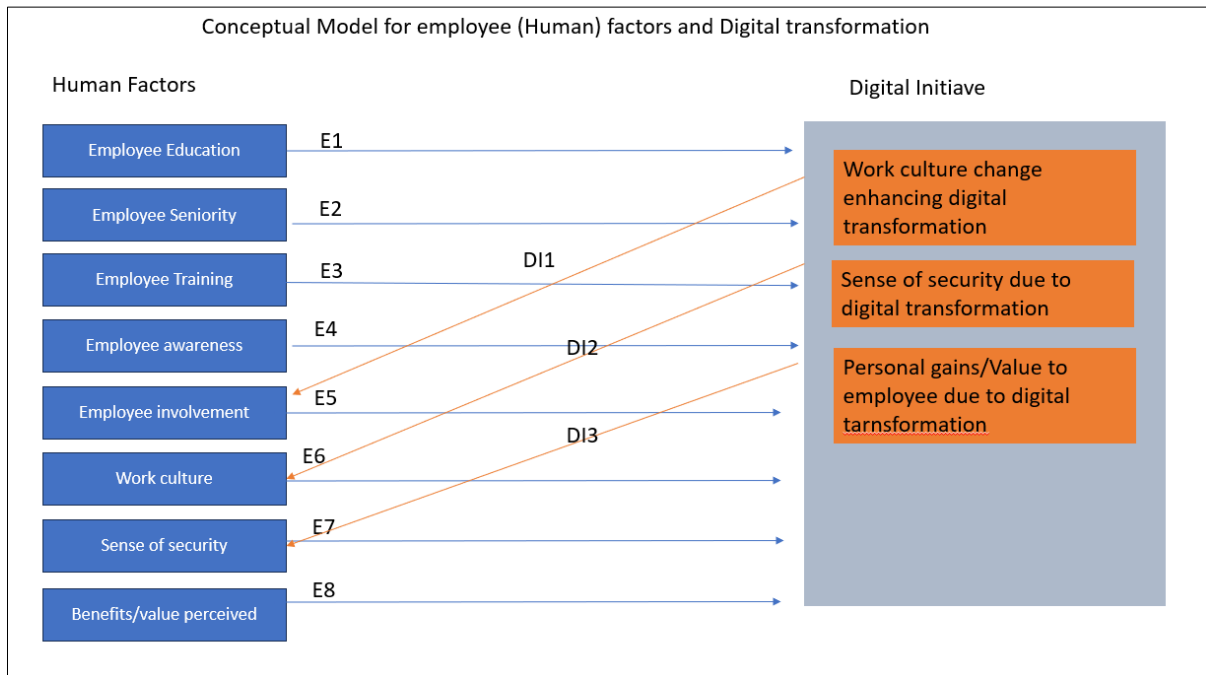 Conceptual Model for employee (Human) factors and Digital transformation
Human Factors
Digital Initiave
Employee Education
E1
Employee Seniority
E2
Employee Training
E3
Employee awareness
E4
Employee involvement
E5
Work culture
E6
Sense of security
E7
Benefits/value perceived
E8
DI1
DI2
DI3
Work culture change
enhancing digital
transformation
Sense of security due to
digital transformation
Personal gains/Value to
employee due to digital
tarnsformation